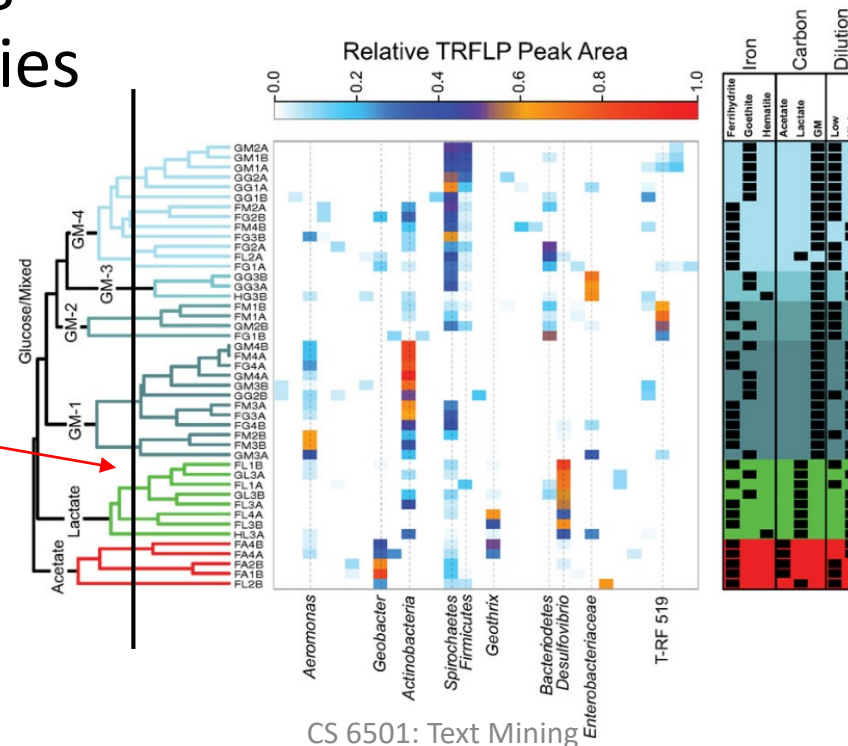 ies
Relative TRFLP Peak Area
0.0
0.2
0.4
0.6
0.8
1.0
Iron
Carbon
Dilution
Ferrihydrite
Goethite
Hematite
Acetate
Lactate
GM
Low
GM2A
GM1B
GM1A
GG2A
GG1A
GG1B
FM2A
FG2B
FM4B
FG3B
FG2A
FL2A
FG1A
GG3B
GG3A
HG3B
FM1B
FM1A
GM2B
FG1B
GM4B
FM4A
FG4A
GM4A
GM3B
GG2B
FM3A
FG3A
FG4B
FM2B
FM3B
GM3A
FL1B
GL3A
FL1A
GL3B
FL3A
FL4A
FL3B
HL3A
FA4B
FA4A
FA2B
FA1B
FL2B
Glucose/Mixed
GM-4
GM-3
GM-2
GM-1
Lactate
Acetate
Aeromonas
Geobacter
Actinobacteria
Spirochaetes
Firmicutes
Geothrix
Bacteriodetes
Desulfovibrio
Enterobacteriaceae
T-RF 519
CS 6501: Text Mining